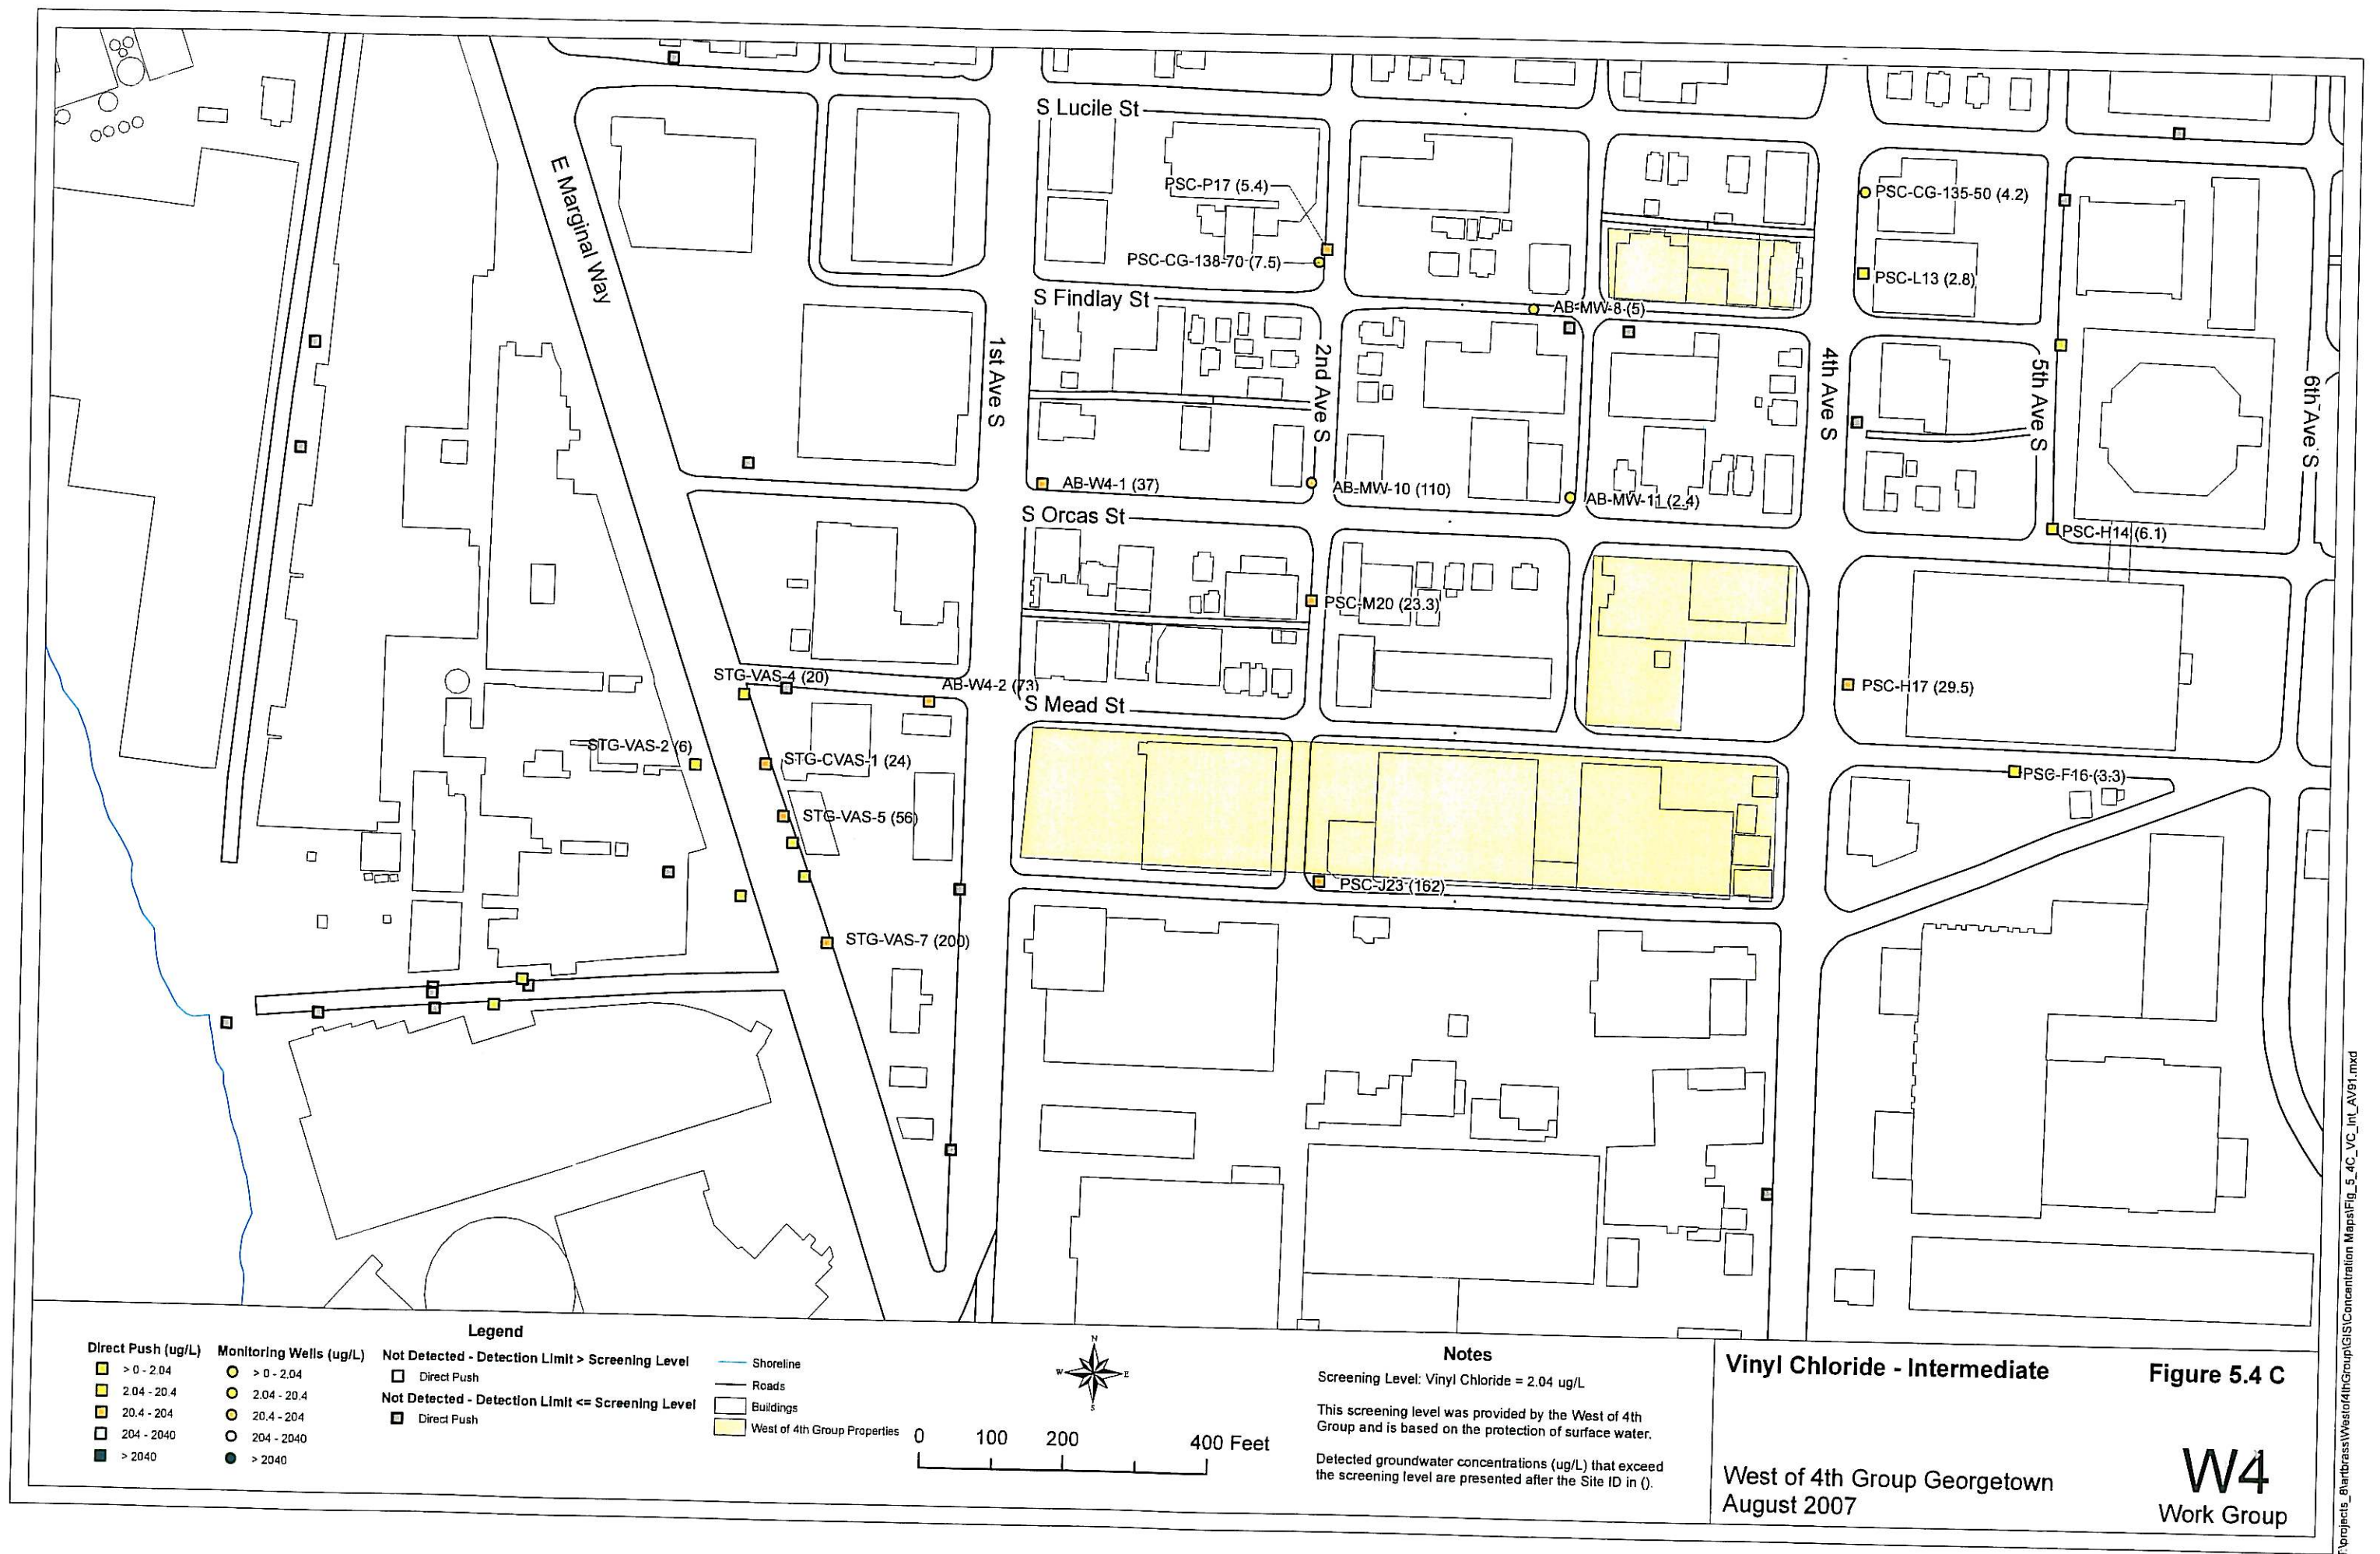 S Lucile St
E Marginal Way
PSC-P17 (5.4)
PSC-CG-135-50 (4.2)
PSC-CG-138-70 (7.5)
PSC-L13 (2.8)
S Findlay St
AB-MW-8 (5)
1st Ave S
2nd Ave S
4th Ave S
5th Ave S
6th Ave S
AB-W4-1 (37)
AB-MW-10 (110)
AB-MW-11 (2.4)
S Orcas St
PSC-H14 (6.1)
PSC-M20 (23.3)
STG-VAS-4 (20)
AB-W4-2 (73)
PSC-H17 (29.5)
S Mead St
STG-VAS-2 (6)
STG-CVAS-1 (24)
PSC-F16 (3.3)
STG-VAS-5 (56)
PSC-J23 (162)
STG-VAS-7 (200)
Legend
Direct Push (ug/L)
> 0 - 2.04
2.04 - 20.4
20.4 - 204
204 - 2040
> 2040
Monitoring Wells (ug/L)
> 0 - 2.04
2.04 - 20.4
20.4 - 204
204 - 2040
> 2040
Not Detected - Detection Limit > Screening Level
Direct Push
Not Detected - Detection Limit <= Screening Level
Direct Push
Shoreline
Roads
Buildings
West of 4th Group Properties
N
W
E
S
0 100 200 400 Feet
Notes
Screening Level: Vinyl Chloride = 2.04 ug/L
This screening level was provided by the West of 4th
Group and is based on the protection of surface water.
Detected groundwater concentrations (ug/L) that exceed
the screening level are presented after the Site ID in ().
Vinyl Chloride - Intermediate
Figure 5.4 C
West of 4th Group Georgetown
August 2007
W4
Work Group
:\projects_8\artbrass\Westof4thGroup\GIS\Concentration Maps\Fig_5_4C_VC_Int_AV91.mxd